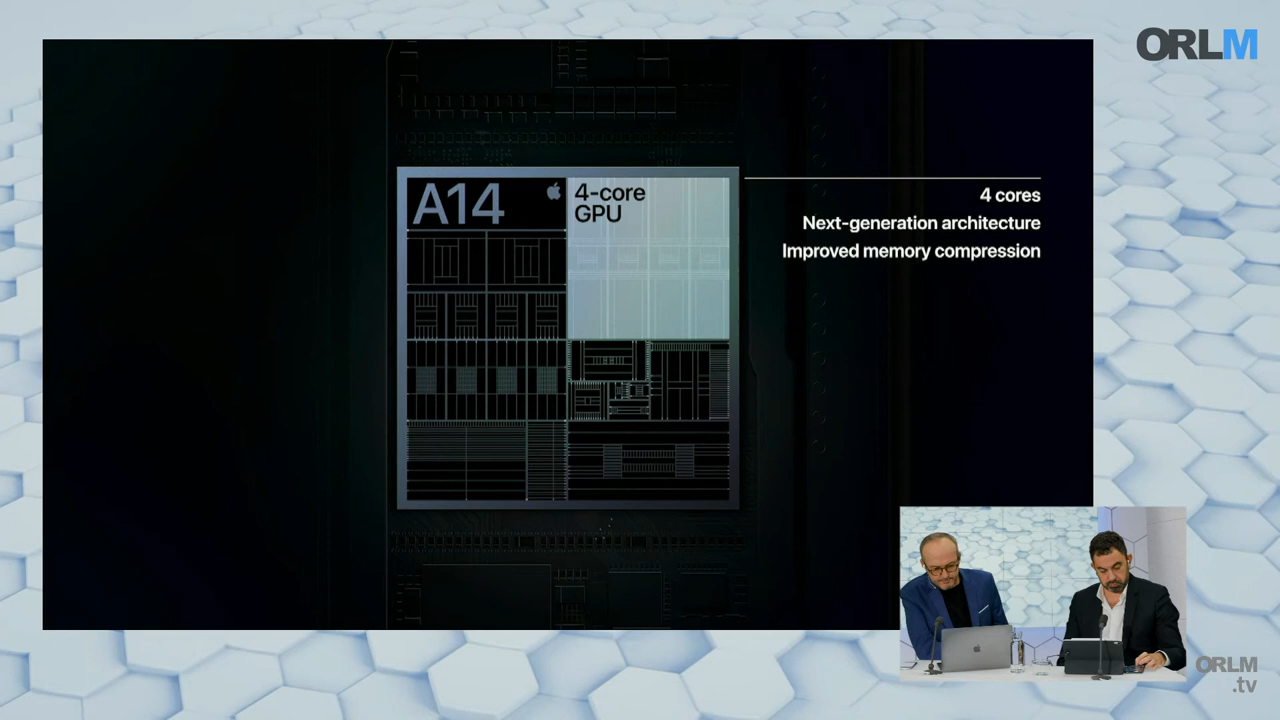 ORLM
A14
4-core
GPU
4 cores
Next-generation architecture
Improved memory compression
ORLM
.tv